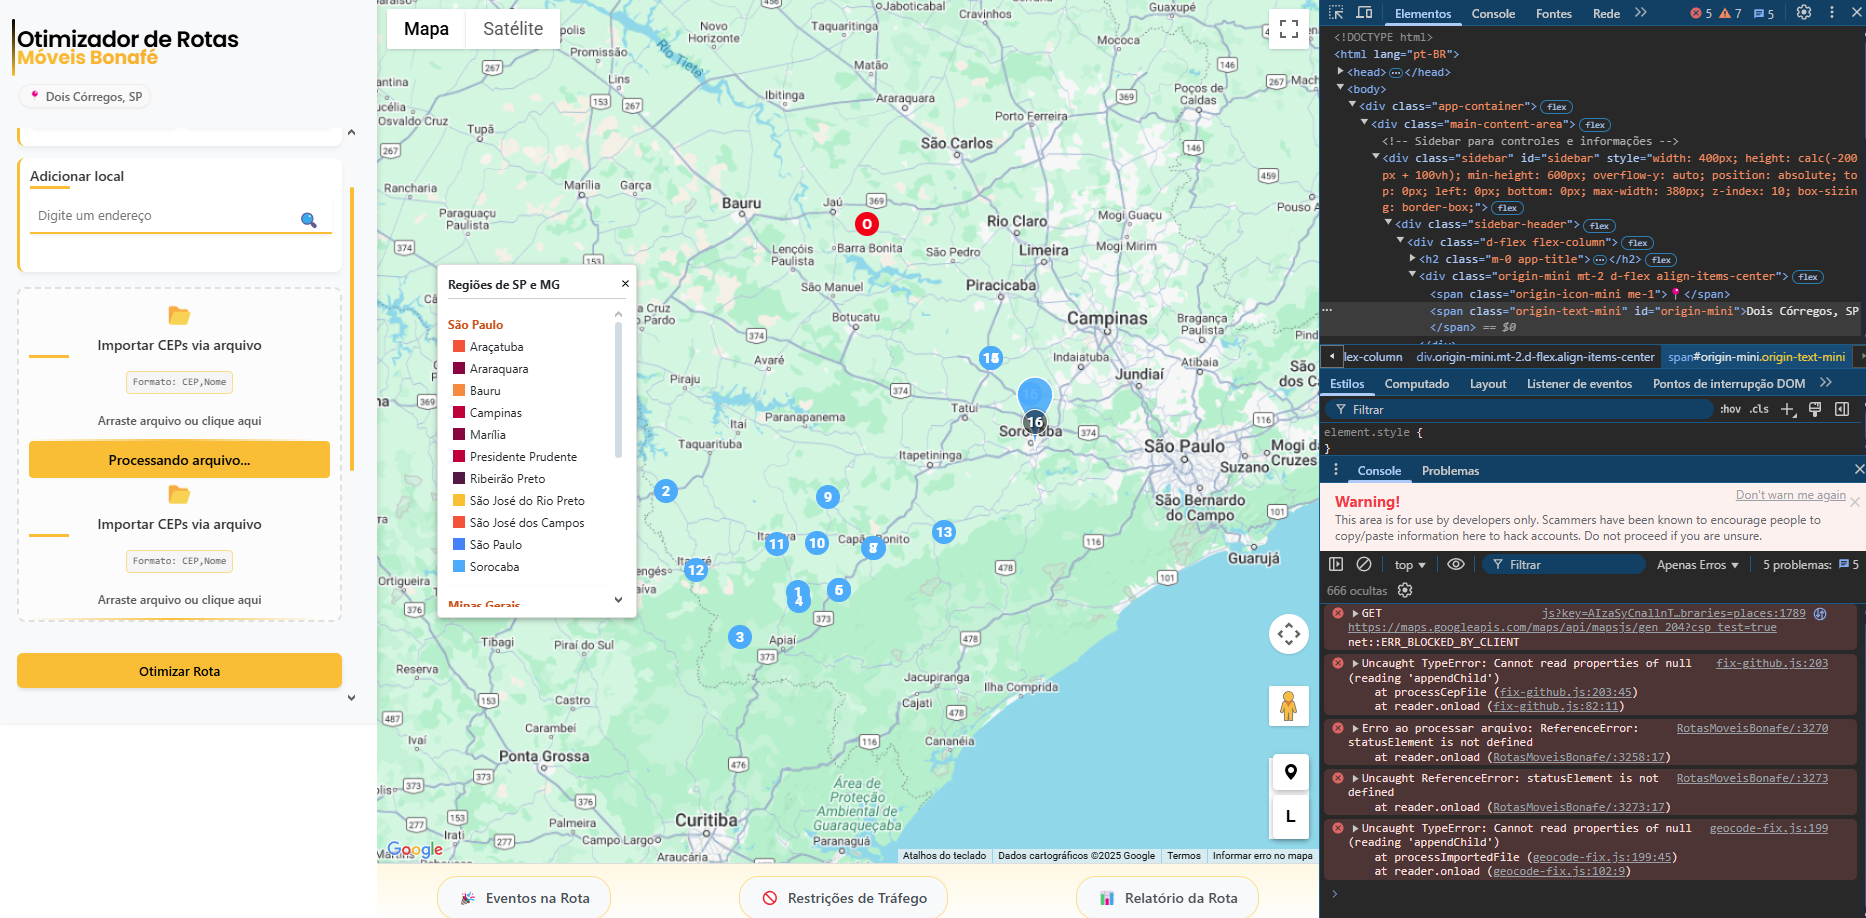 Otimizador de Rotas
Móveis Bonafé
Dois Córregos, SP
Adicionar local
Digite um endereço
Importar CEPs via arquivo
Formato: CEP,Nome
Arraste arquivo ou clique aqui
Processando arquivo...
Importar CEPs via arquivo
Formato: CEP,Nome
Arraste arquivo ou clique aqui
Otimizar Rota
Mapa
Satélite
Novo Horizonte
Taquaritinga
Jaboticabal
Cravinhos
Guaxupé
Mococa
Rio Tietê
Promissão
Lins
Matão
Ibitinga
Araraquara
Poços de Caldas
Porto Ferreira
Tupã
Osvaldo Cruz
São Carlos
Rancharia
Marília
Garça
Bauru
Jaú
Rio Claro
Mogi Guaçu
Pouso A
Paraguaçu Paulista
Lençóis Paulista
Barra Bonita
São Pedro
Limeira
Mogi Mirim
São Manuel
Piracicaba
Botucatu
Campinas
Bragança Paulista
Avaré
Indaiatuba
Atibaia
Jundiaí
Piraju
Tatuí
Paranapanema
Itaí
Taquarituba
Itapetininga
Sorocaba
São Paulo
Suzano
Mogi das Cruzes
São Bernardo do Campo
Guarujá
Capão Bonito
Itararé
Ortigueira
Tibagi
Piraí do Sul
Apiaí
Reserva
Castro
Jacupiranga
Cajati
Ilha Comprida
Carambeí
Ivaí
Ponta Grossa
Cananéia
Área de Proteção Ambiental de Guaraqueçaba
Palmeira
Irati
Campo Largo
Curitiba
Araucária
Paranaguá
0
15
16
2
9
13
11
10
12
1
4
3
Regiões de SP e MG
×
São Paulo
Araçatuba
Araraquara
Bauru
Campinas
Marília
Presidente Prudente
Ribeirão Preto
São José do Rio Preto
São José dos Campos
São Paulo
Sorocaba
Minas Gerais
L
Google
Atalhos do teclado
Dados cartográficos ©2025 Google
Termos
Informar erro no mapa
Eventos na Rota
Restrições de Tráfego
Relatório da Rota
Elementos Console Fontes Rede 5 7 5
<!DOCTYPE html>
<html lang="pt-BR">
<head> ⋯ </head>
<body>
<div class="app-container"> flex
<div class="main-content-area"> flex
<!-- Sidebar para controles e informações -->
<div class="sidebar" id="sidebar" style="width: 400px; height: calc(-200
px + 100vh); min-height: 600px; overflow-y: auto; position: absolute; to
p: 0px; left: 0px; bottom: 0px; max-width: 380px; z-index: 10; box-sizin
g: border-box;"> flex
<div class="sidebar-header"> flex
<div class="d-flex flex-column"> flex
<h2 class="m-0 app-title"> ⋯ </h2> flex
<div class="origin-mini mt-2 d-flex align-items-center"> flex
<span class="origin-icon-mini me-1">📍</span>
<span class="origin-text-mini" id="origin-mini">Dois Córregos, SP
</span> == $0
lex-column div.origin-mini.mt-2.d-flex.align-items-center span#origin-mini.origin-text-mini
Estilos Computado Layout Listener de eventos Pontos de interrupção DOM
Filtrar :hov .cls
element.style {
}
Console Problemas
Warning!
Don't warn me again
This area is for use by developers only. Scammers have been known to encourage people to
copy/paste information here to hack accounts. Do not proceed if you are unsure.
top Filtrar Apenas Erros 5 problemas: 5
666 ocultas
GET js?key=AIzaSyCnallnT…braries=places:1789
https://maps.googleapis.com/maps/api/mapsjs/gen_204?csp_test=true
net::ERR_BLOCKED_BY_CLIENT
Uncaught TypeError: Cannot read properties of null fix-github.js:203
(reading 'appendChild')
at processCepFile (fix-github.js:203:45)
at reader.onload (fix-github.js:82:11)
Erro ao processar arquivo: ReferenceError: RotasMoveisBonafe/:3270
statusElement is not defined
at reader.onload (RotasMoveisBonafe/:3258:17)
Uncaught ReferenceError: statusElement is not RotasMoveisBonafe/:3273
defined
at reader.onload (RotasMoveisBonafe/:3273:17)
Uncaught TypeError: Cannot read properties of null geocode-fix.js:199
(reading 'appendChild')
at processImportedFile (geocode-fix.js:199:45)
at reader.onload (geocode-fix.js:102:9)